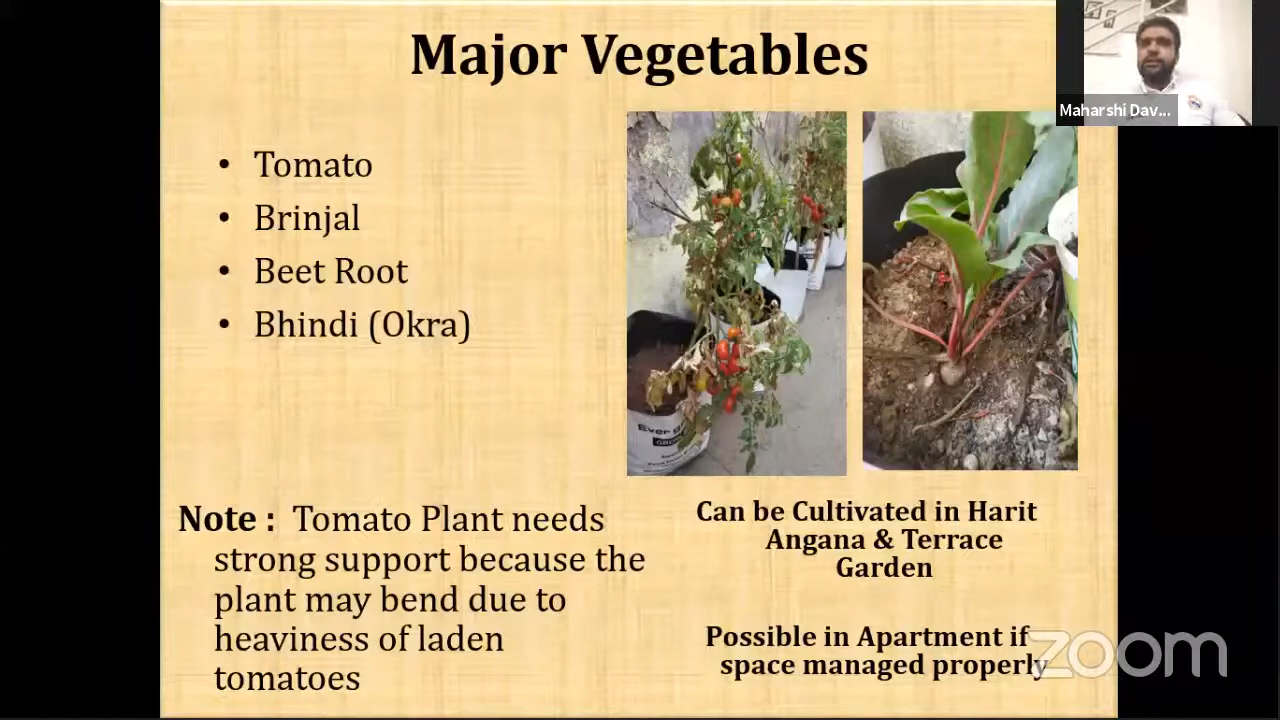 Major Vegetables
Maharshi Dav...
• Tomato
• Brinjal
• Beet Root
• Bhindi (Okra)
Note : Tomato Plant needs
strong support because the
plant may bend due to
heaviness of laden
tomatoes
Can be Cultivated in Harit
Angana & Terrace
Garden
Possible in Apartment if
space managed properly
zoom